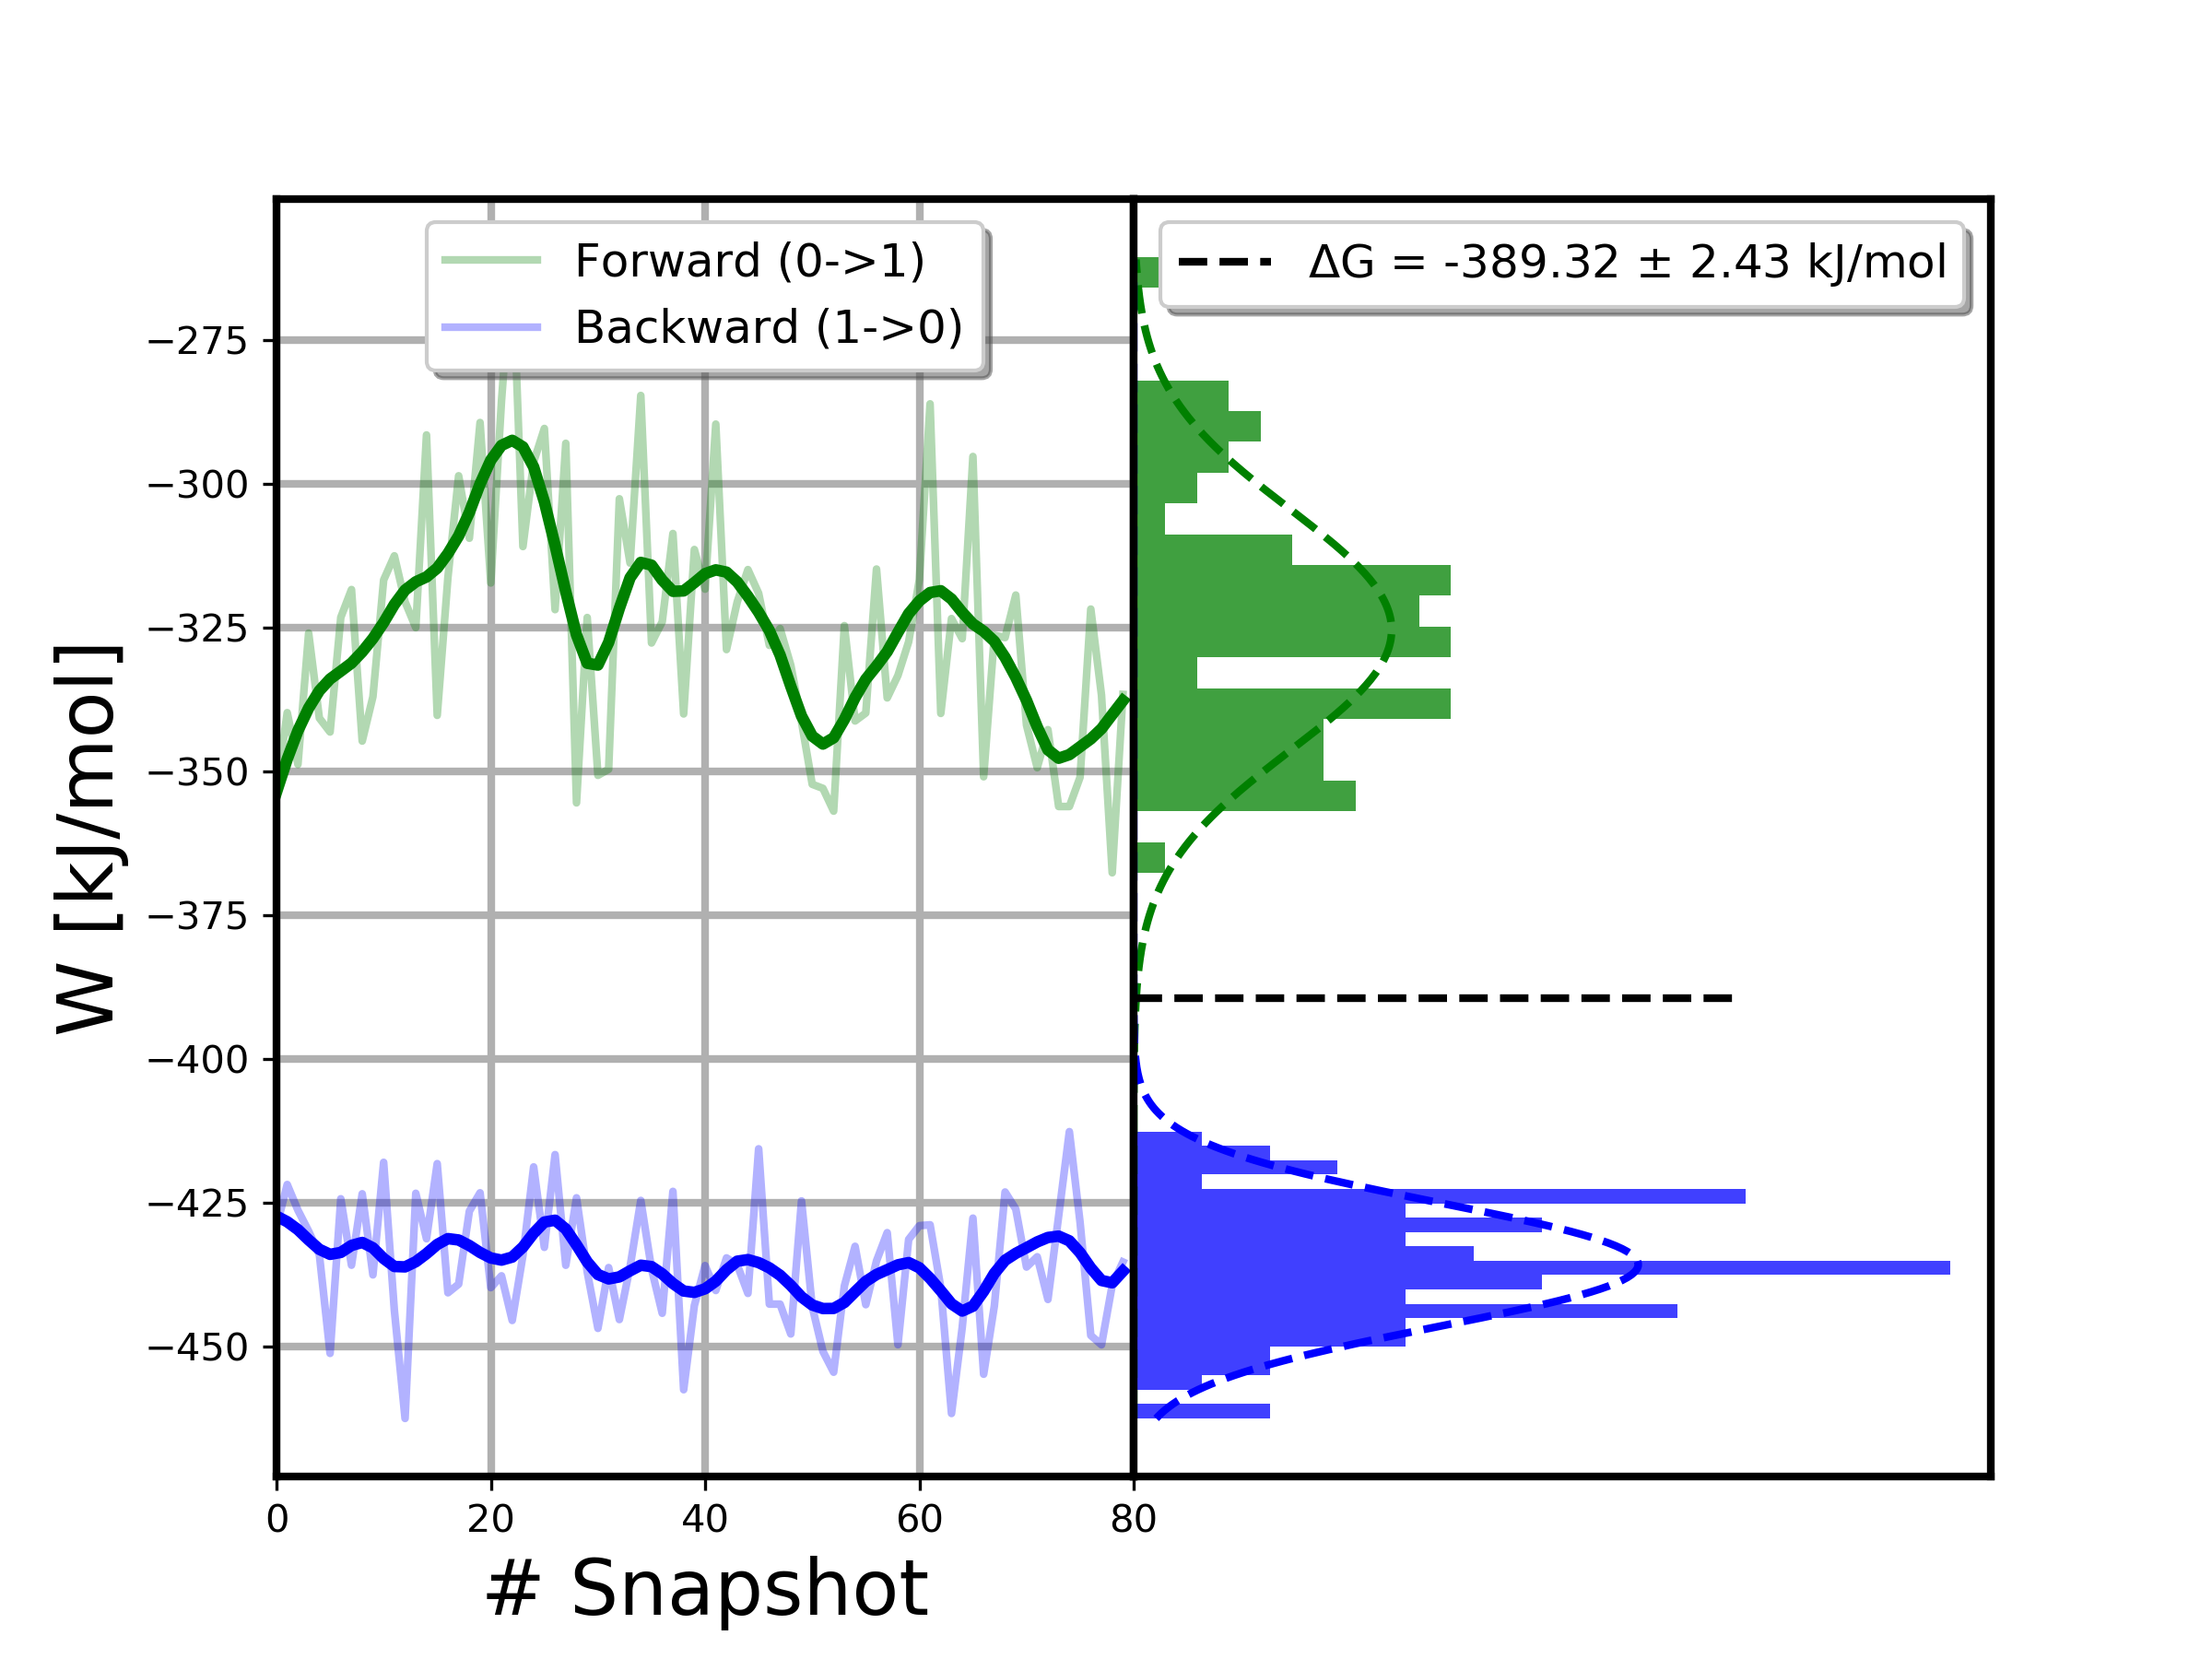 Forward (0->1)
Backward (1->0)
ΔG = -389.32 ± 2.43 kJ/mol
W [kJ/mol]
−275
−300
−325
−350
−375
−400
−425
−450
0 20 40 60 80
# Snapshot